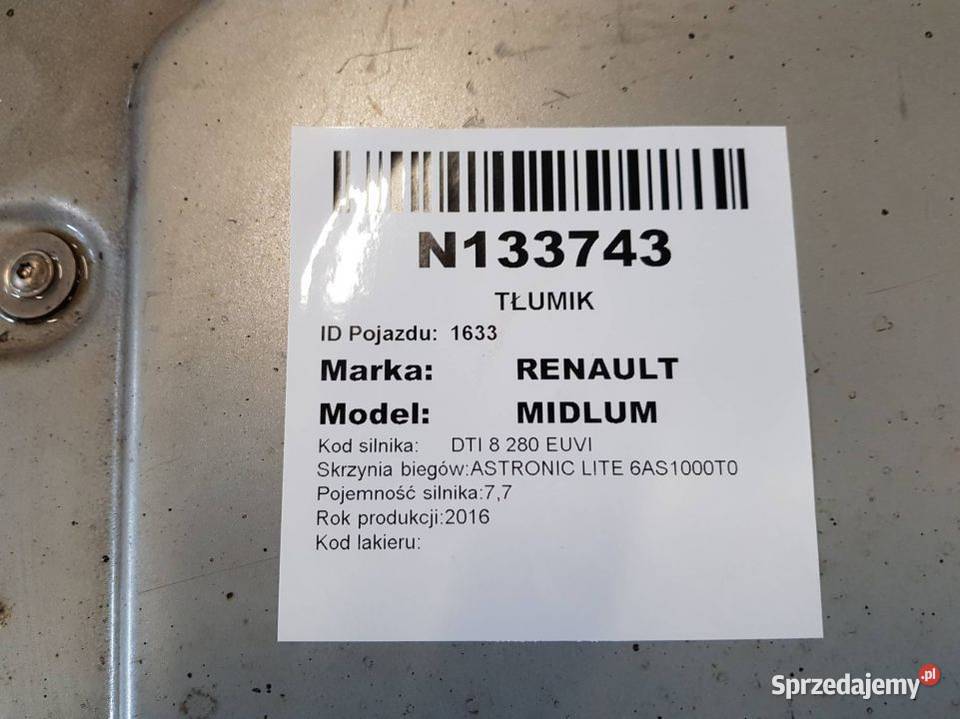 N133743
TŁUMIK
ID Pojazdu: 1633
Marka: RENAULT
Model: MIDLUM
Kod silnika: DTI 8 280 EUVI
Skrzynia biegów:ASTRONIC LITE 6AS1000T0
Pojemność silnika:7,7
Rok produkcji:2016
Kod lakieru:
Sprzedajemy.pl